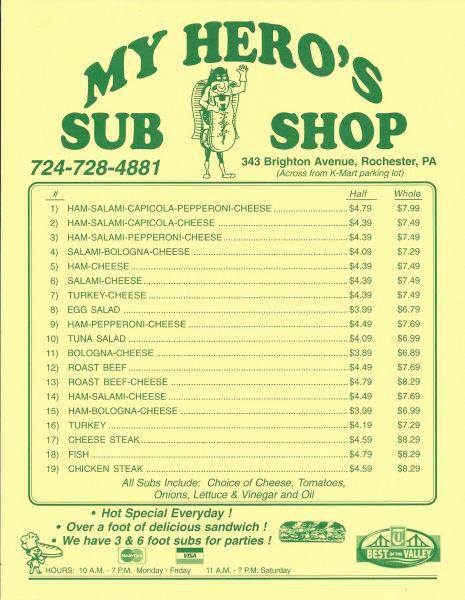 MY HERO'S
SUB SHOP
724-728-4881
343 Brighton Avenue, Rochester, PA
(Across from K-Mart parking lot)
# Half Whole
1) HAM-SALAMI-CAPICOLA-PEPPERONI-CHEESE $4.79 $7.99
2) HAM-SALAMI-CAPICOLA-CHEESE $4.39 $7.49
3) HAM-SALAMI-PEPPERONI-CHEESE $4.39 $7.49
4) SALAMI-BOLOGNA-CHEESE $4.09 $7.29
5) HAM-CHEESE $4.39 $7.49
6) SALAMI-CHEESE $4.39 $7.49
7) TURKEY-CHEESE $4.39 $7.49
8) EGG SALAD $3.99 $6.79
9) HAM-PEPPERONI-CHEESE $4.49 $7.69
10) TUNA SALAD $4.09 $6.99
11) BOLOGNA-CHEESE $3.89 $6.89
12) ROAST BEEF $4.49 $7.69
13) ROAST BEEF-CHEESE $4.79 $8.29
14) HAM-SALAMI-CHEESE $4.49 $7.69
15) HAM-BOLOGNA-CHEESE $3.99 $6.99
16) TURKEY $4.19 $7.29
17) CHEESE STEAK $4.59 $8.29
18) FISH $4.79 $8.29
19) CHICKEN STEAK $4.59 $8.29
All Subs Include: Choice of Cheese, Tomatoes,
Onions, Lettuce & Vinegar and Oil
• Hot Special Everyday !
• Over a foot of delicious sandwich !
• We have 3 & 6 foot subs for parties !
MasterCard VISA
T
BEST OF THE VALLEY
HOURS: 10 A.M. - 7 P.M. Monday - Friday 11 A.M. - ? P.M. Saturday